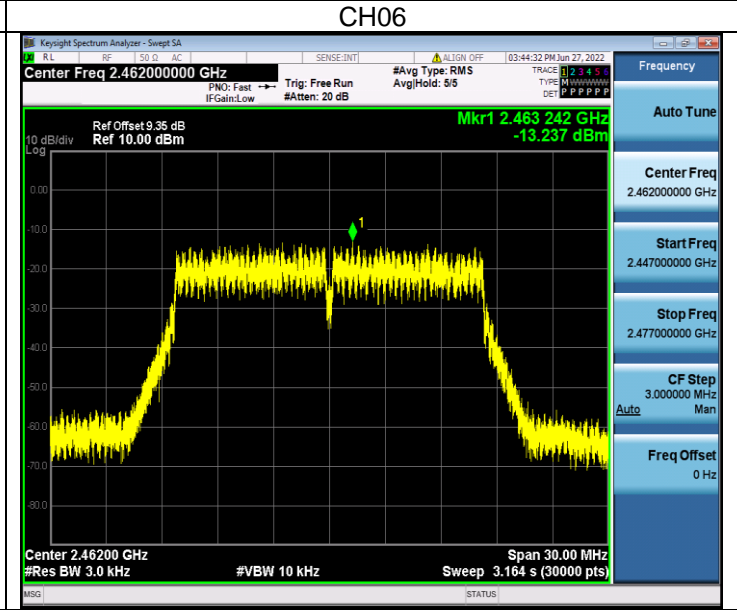 CH06
Keysight Spectrum Analyzer - Swept SA
RL RF 50 Ω AC SENSE:INT ALIGN OFF 03:44:32 PM Jun 27, 2022
Center Freq 2.462000000 GHz
PNO: Fast
IFGain:Low
Trig: Free Run
#Atten: 20 dB
#Avg Type: RMS
Avg|Hold: 5/5
TRACE 1 2 3 4 5 6
TYPE M WWWWW
DET P P P P P P
Ref Offset 9.35 dB
10 dB/div Ref 10.00 dBm
Log
Mkr1 2.463 242 GHz
-13.237 dBm
0.00
-10.0
-20.0
-30.0
-40.0
-50.0
-60.0
-70.0
-80.0
1
Center 2.46200 GHz Span 30.00 MHz
#Res BW 3.0 kHz #VBW 10 kHz Sweep 3.164 s (30000 pts)
MSG STATUS
Frequency
Auto Tune
Center Freq
2.462000000 GHz
Start Freq
2.447000000 GHz
Stop Freq
2.477000000 GHz
CF Step
3.000000 MHz
Auto Man
Freq Offset
0 Hz